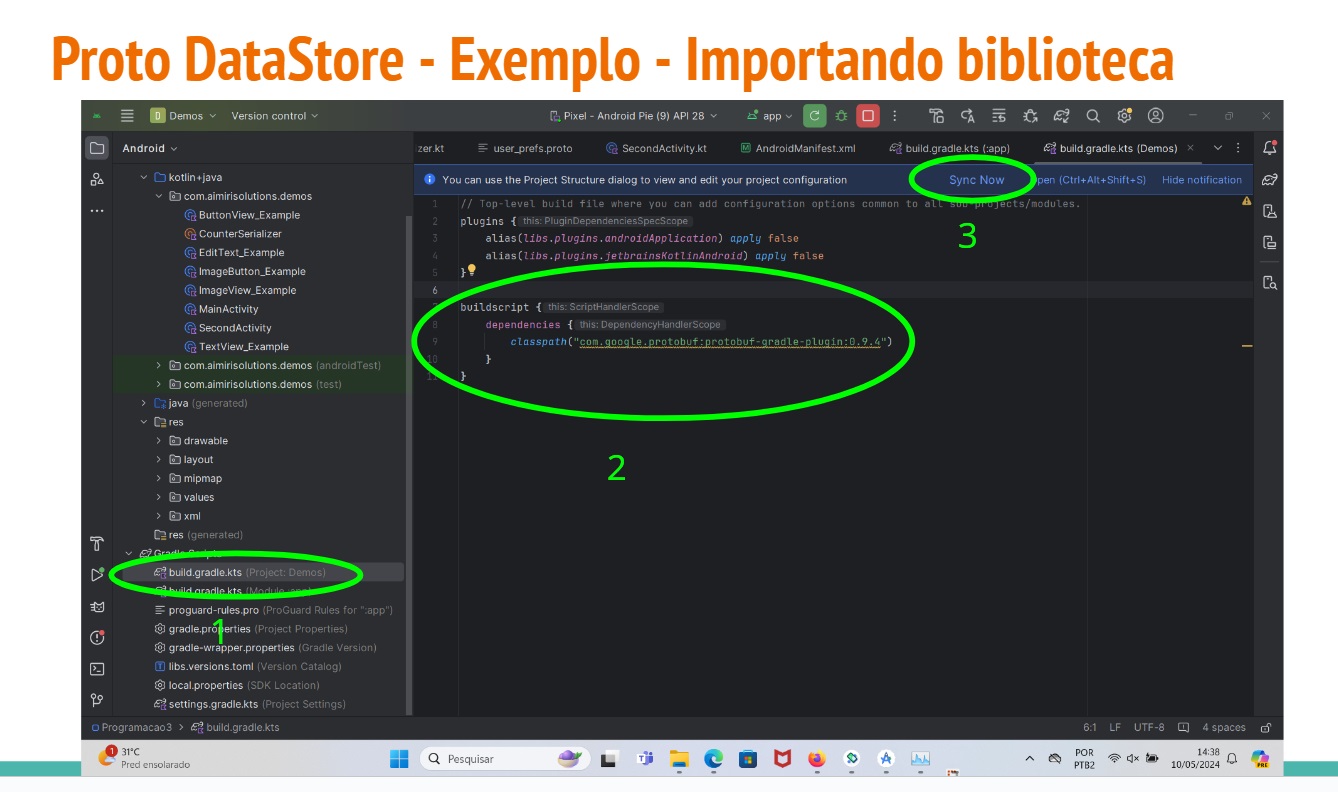 Proto DataStore - Exemplo - Importando biblioteca
D Demos Version control
Pixel - Android Pie (9) API 28
app
Android
zer.kt
user_prefs.proto
SecondActivity.kt
AndroidManifest.xml
build.gradle.kts (:app)
build.gradle.kts (Demos)
You can use the Project Structure dialog to view and edit your project configuration
Sync Now
pen (Ctrl+Alt+Shift+S)
Hide notification
3
kotlin+java
com.aimirisolutions.demos
ButtonView_Example
CounterSerializer
EditText_Example
ImageButton_Example
ImageView_Example
MainActivity
SecondActivity
TextView_Example
com.aimirisolutions.demos (androidTest)
com.aimirisolutions.demos (test)
java (generated)
res
drawable
layout
mipmap
values
xml
res (generated)
Gradle Scripts
build.gradle.kts (Project: Demos)
build.gradle.kts (Module :app)
proguard-rules.pro (ProGuard Rules for ":app")
gradle.properties (Project Properties)
gradle-wrapper.properties (Gradle Version)
libs.versions.toml (Version Catalog)
local.properties (SDK Location)
settings.gradle.kts (Project Settings)
1
1 // Top-level build file where you can add configuration options common to all sub-projects/modules.
2 plugins { this: PluginDependenciesSpecScope
3 alias(libs.plugins.androidApplication) apply false
4 alias(libs.plugins.jetbrainsKotlinAndroid) apply false
5 }
6
buildscript { this: ScriptHandlerScope
8 dependencies { this: DependencyHandlerScope
9 classpath("com.google.protobuf:protobuf-gradle-plugin:0.9.4")
10 }
}
2
Programacao3 > build.gradle.kts
6:1 LF UTF-8 4 spaces
1
31°C
Pred ensolarado
Pesquisar
POR
PTB2
14:38
10/05/2024
PRE